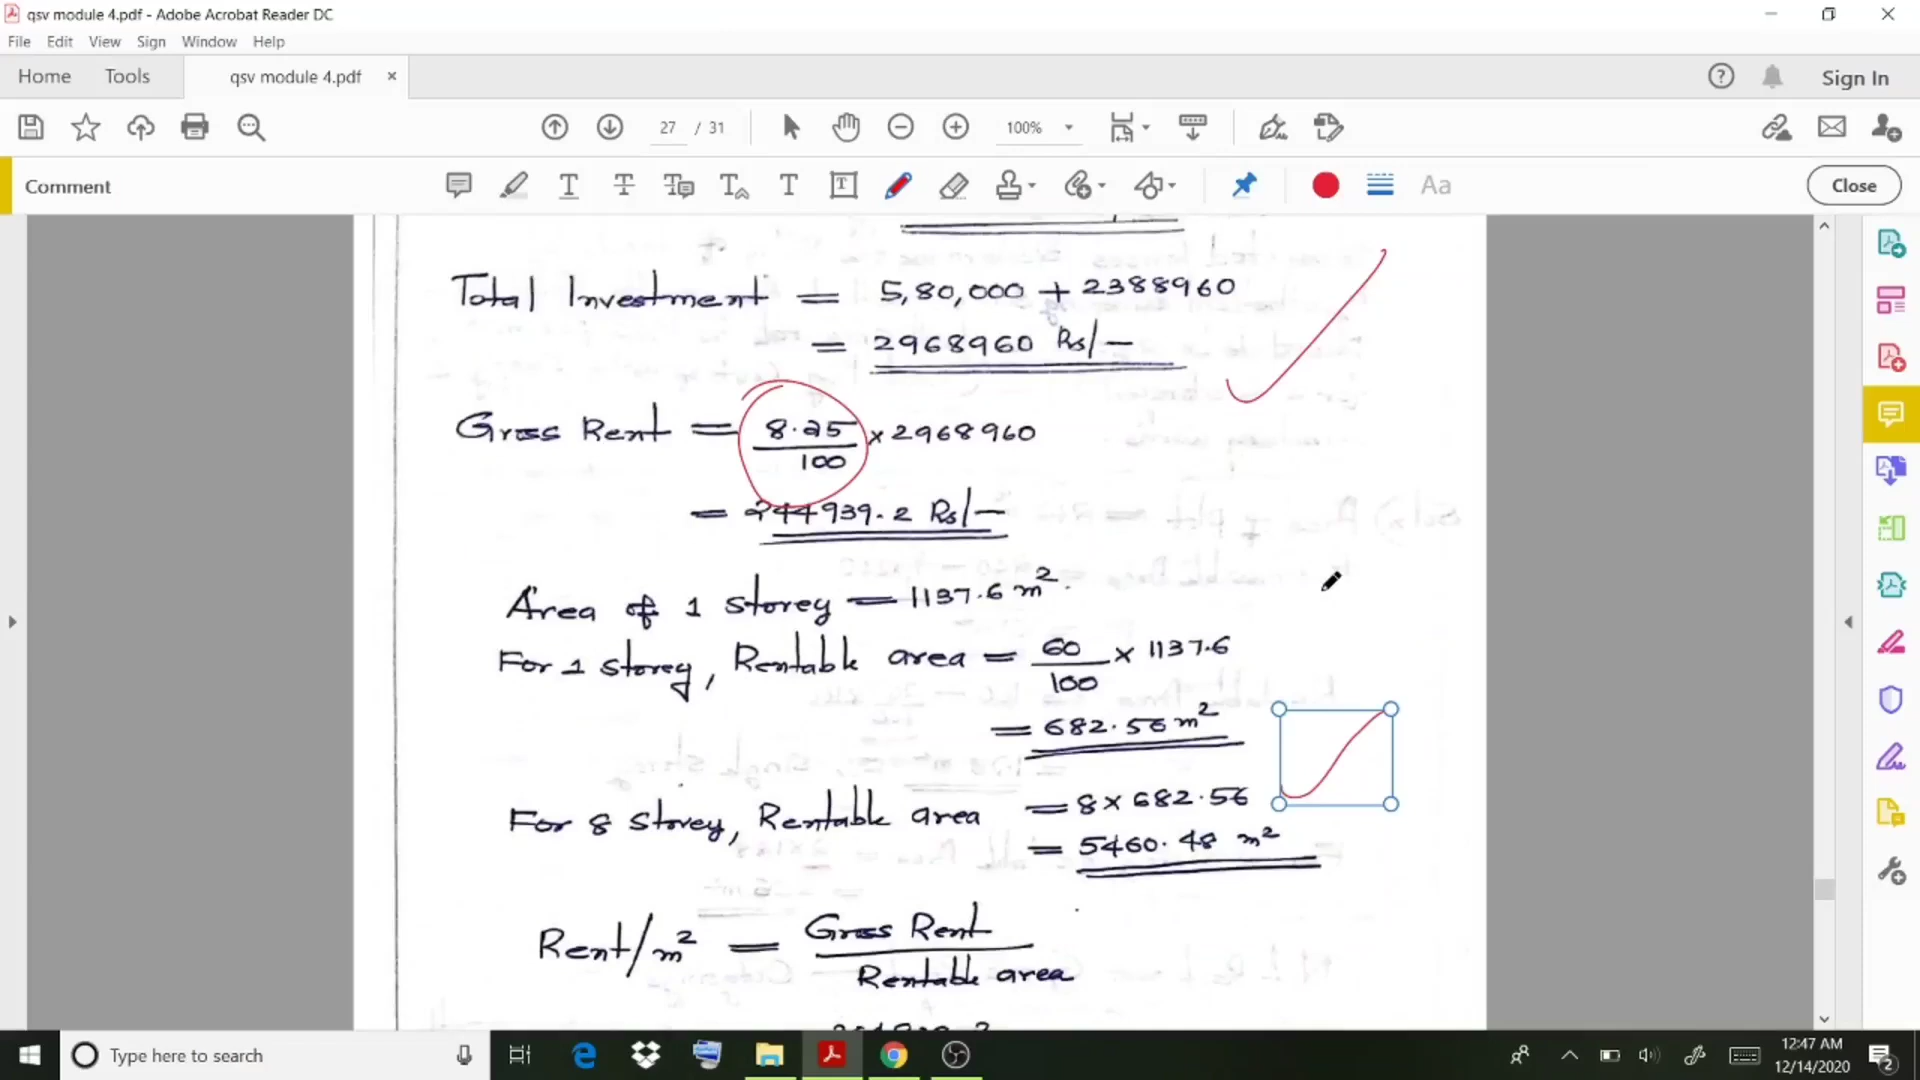 qsv module 4.pdf - Adobe Acrobat Reader DC
File Edit View Sign Window Help
Home Tools qsv module 4.pdf × Sign In
27 / 31 100%
Comment Aa Close
Total Investment = 5,80,000 + 2388960
= 2968960 Rs/-
Gross Rent = 8.25/100 × 2968960
= 244939.2 Rs/-
Area of 1 storey = 1137.6 m².
For 1 storey, Rentable area = 60/100 × 1137.6
= 682.56 m²
For 8 storey, Rentable area = 8 × 682.56
= 5460.48 m²
Rent/m² = Gross Rent / Rentable area
Type here to search
12:47 AM
12/14/2020
2